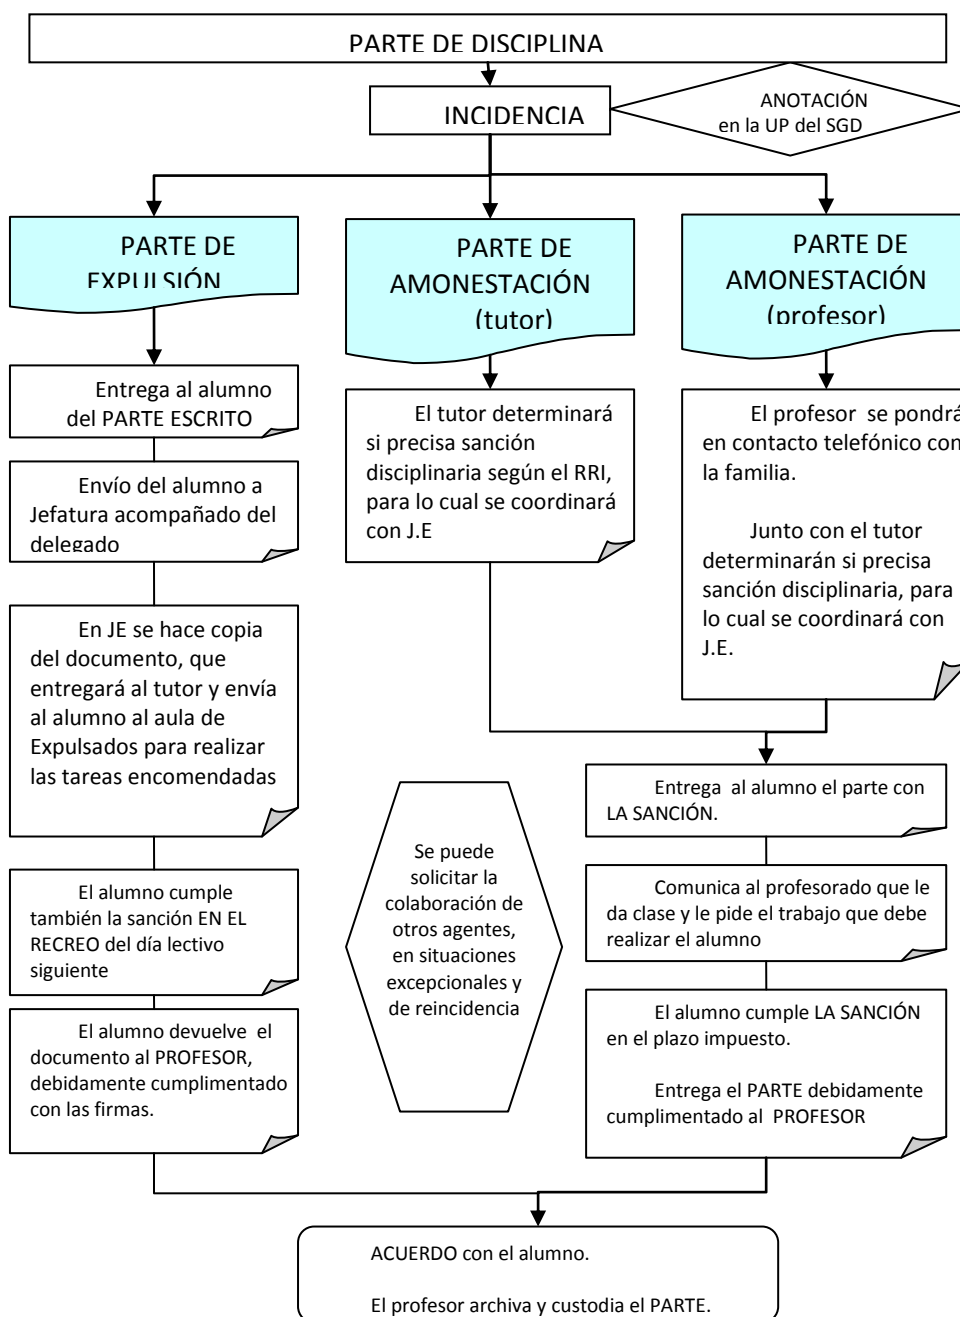 PARTE DE DISCIPLINA
INCIDENCIA
ANOTACIÓN
en la UP del SGD
PARTE DE
EXPULSIÓN
PARTE DE
AMONESTACIÓN
(tutor)
PARTE DE
AMONESTACIÓN
(profesor)
Entrega al alumno
del PARTE ESCRITO
Envío del alumno a
Jefatura acompañado del
delegado
En JE se hace copia
del documento, que
entregará al tutor y envía
al alumno al aula de
Expulsados para realizar
las tareas encomendadas
El alumno cumple
también la sanción EN EL
RECREO del día lectivo
siguiente
El alumno devuelve el
documento al PROFESOR,
debidamente cumplimentado
con las firmas.
El tutor determinará
si precisa sanción
disciplinaria según el RRI,
para lo cual se coordinará
con J.E
El profesor se pondrá
en contacto telefónico con
la familia.
Junto con el tutor
determinarán si precisa
sanción disciplinaria, para
lo cual se coordinará con
J.E.
Se puede
solicitar la
colaboración de
otros agentes,
en situaciones
excepcionales y
de reincidencia
Entrega al alumno el parte con
LA SANCIÓN.
Comunica al profesorado que le
da clase y le pide el trabajo que debe
realizar el alumno
El alumno cumple LA SANCIÓN
en el plazo impuesto.
Entrega el PARTE debidamente
cumplimentado al PROFESOR
ACUERDO con el alumno.
El profesor archiva y custodia el PARTE.